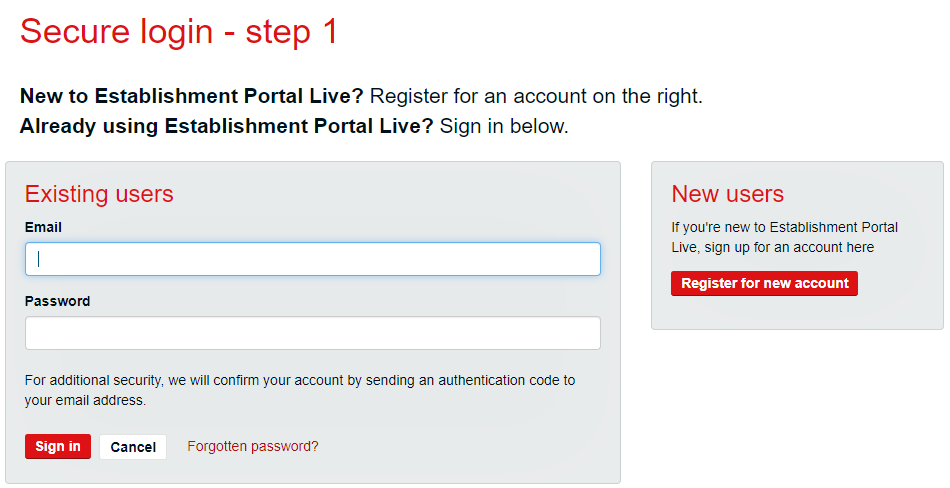 Secure login - step 1
New to Establishment Portal Live? Register for an account on the right.
Already using Establishment Portal Live? Sign in below.
Existing users
Email
Password
For additional security, we will confirm your account by sending an authentication code to
your email address.
Sign in Cancel Forgotten password?
New users
If you're new to Establishment Portal
Live, sign up for an account here
Register for new account